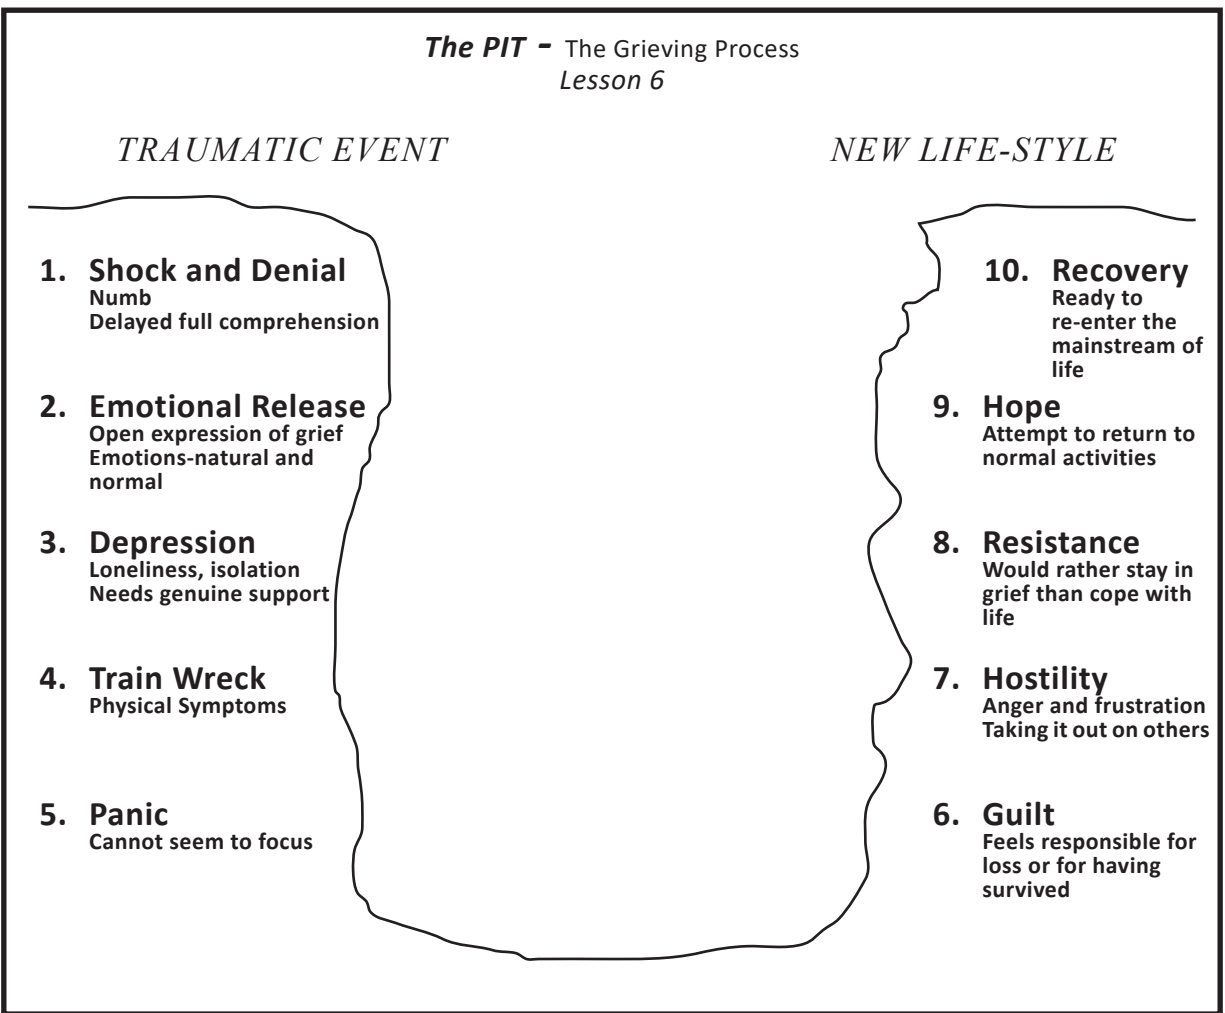 The PIT - The Grieving Process
Lesson 6
TRAUMATIC EVENT
NEW LIFE-STYLE
1. Shock and Denial
Numb
Delayed full comprehension
2. Emotional Release
Open expression of grief
Emotions-natural and
normal
3. Depression
Loneliness, isolation
Needs genuine support
4. Train Wreck
Physical Symptoms
5. Panic
Cannot seem to focus
10. Recovery
Ready to
re-enter the
mainstream of
life
9. Hope
Attempt to return to
normal activities
8. Resistance
Would rather stay in
grief than cope with
life
7. Hostility
Anger and frustration
Taking it out on others
6. Guilt
Feels responsible for
loss or for having
survived